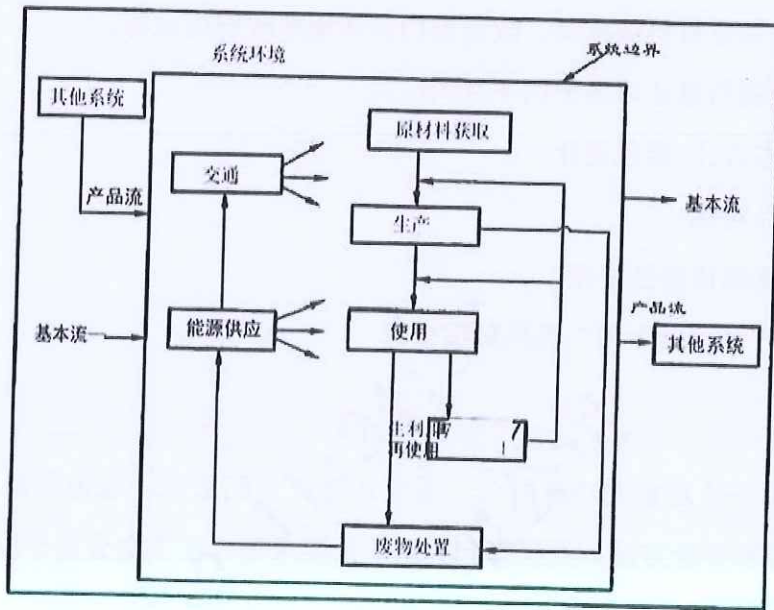 系统环境
系统边界
其他系统
原材料获取
交通
产品流
基本流
生产
产品流
基本流
能源供应
使用
其他系统
再使用
废物处置